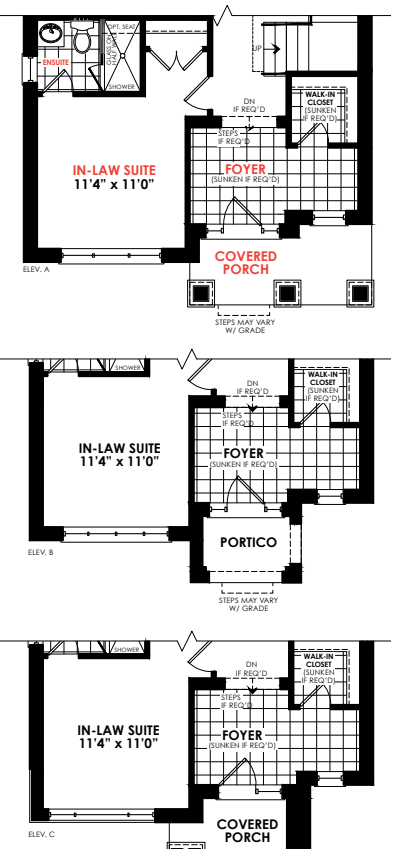 OPT. SEAT
GLASS ON
HALF WALL
ENSUITE
SHOWER
UP
DN
IF REQ'D
WALK-IN
CLOSET
(SUNKEN
IF REQ'D)
STEPS
IF REQ'D
IN-LAW SUITE
11'4" x 11'0"
FOYER
(SUNKEN IF REQ'D)
COVERED
PORCH
ELEV. A
STEPS MAY VARY
W/ GRADE
SHOWER
DN
IF REQ'D
WALK-IN
CLOSET
(SUNKEN
IF REQ'D)
STEPS
IF REQ'D
IN-LAW SUITE
11'4" x 11'0"
FOYER
(SUNKEN IF REQ'D)
PORTICO
ELEV. B
STEPS MAY VARY
W/ GRADE
SHOWER
DN
IF REQ'D
WALK-IN
CLOSET
(SUNKEN
IF REQ'D)
STEPS
IF REQ'D
IN-LAW SUITE
11'4" x 11'0"
FOYER
(SUNKEN IF REQ'D)
COVERED
PORCH
ELEV. C